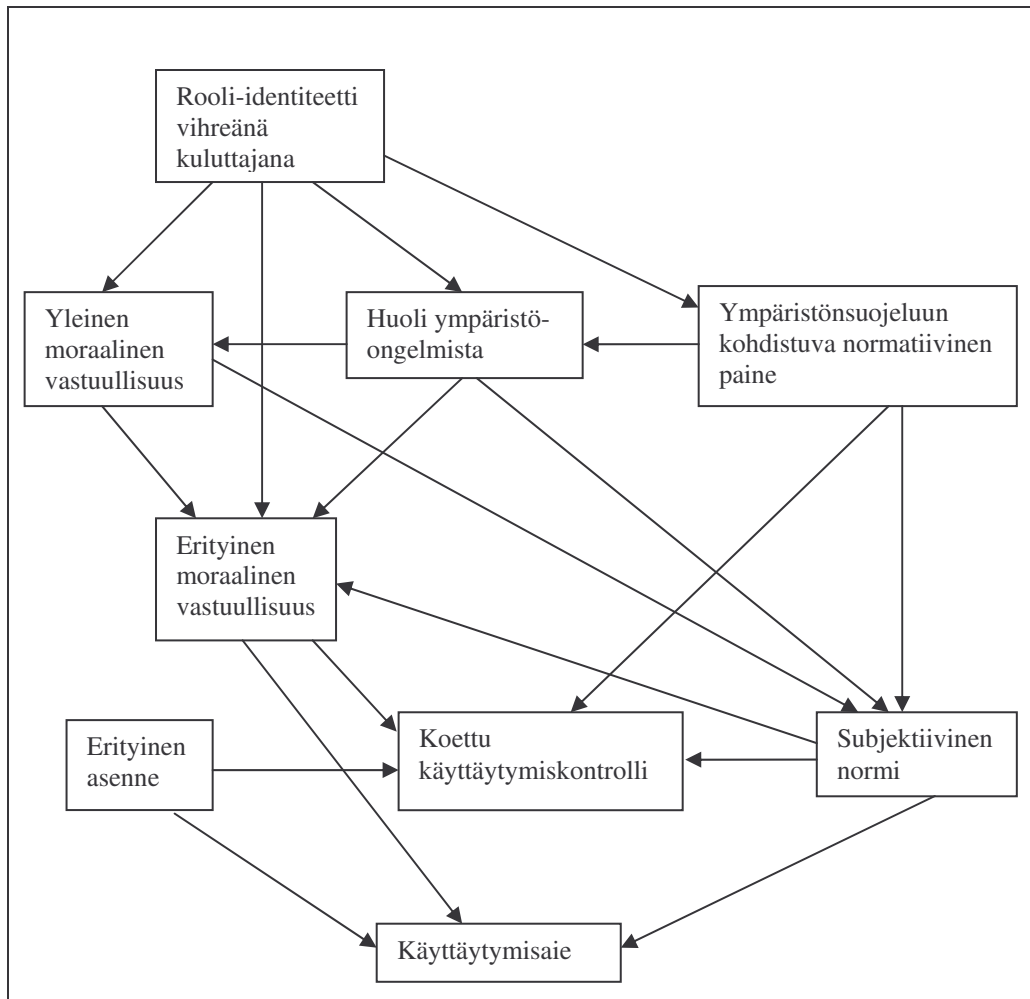 Rooli-identiteetti
vihreänä
kuluttajana
Yleinen
moraalinen
vastuullisuus
Huoli ympäristö-
ongelmista
Ympäristönsuojeluun
kohdistuva normatiivinen
paine
Erityinen
moraalinen
vastuullisuus
Erityinen
asenne
Koettu
käyttäytymiskontrolli
Subjektiivinen
normi
Käyttäytymisaie